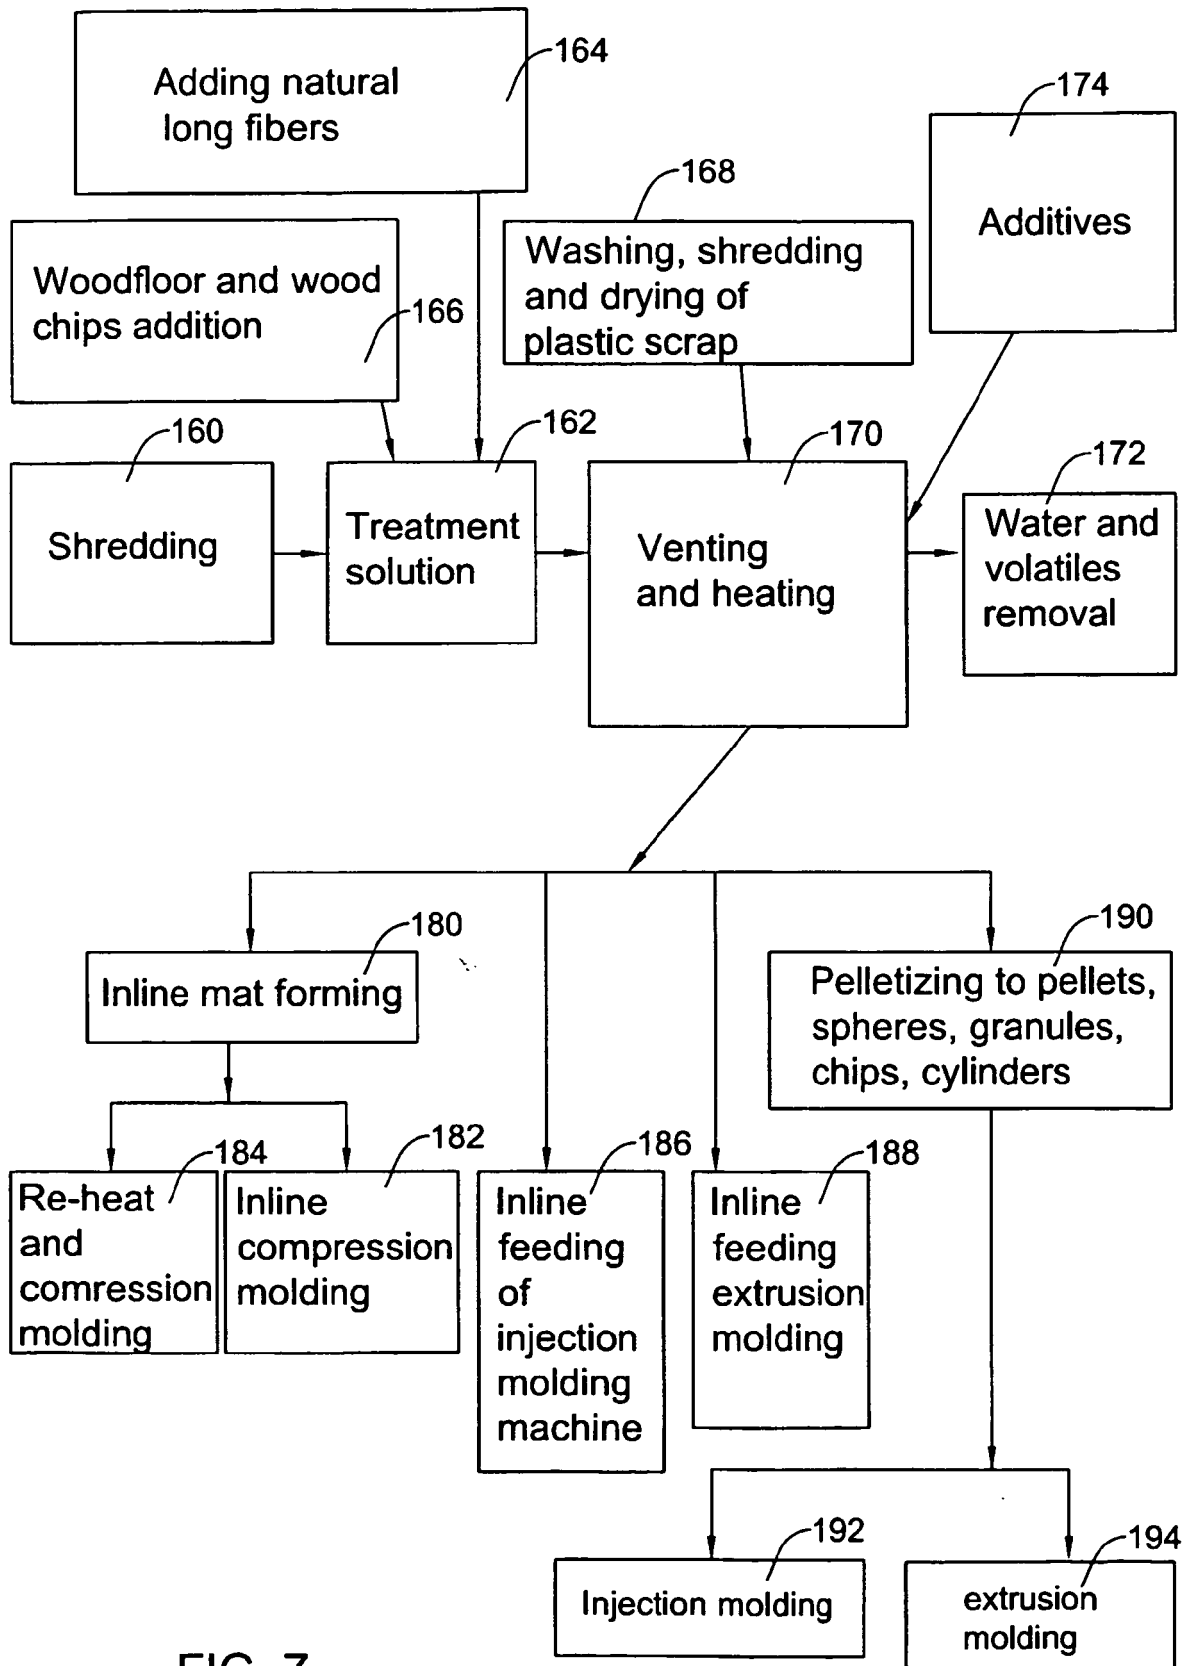 164
Adding natural
long fibers
174
Additives
168
Washing, shredding
and drying of
plastic scrap
Woodfloor and wood
chips addition
166
160
Shredding
162
Treatment
solution
170
Venting
and heating
172
Water and
volatiles
removal
180
Inline mat forming
190
Pelletizing to pellets,
spheres, granules,
chips, cylinders
184
Re-heat
and
comression
molding
182
Inline
compression
molding
186
Inline
feeding
of
injection
molding
machine
188
Inline
feeding
extrusion
molding
192
Injection molding
194
extrusion
molding
FIG. 7